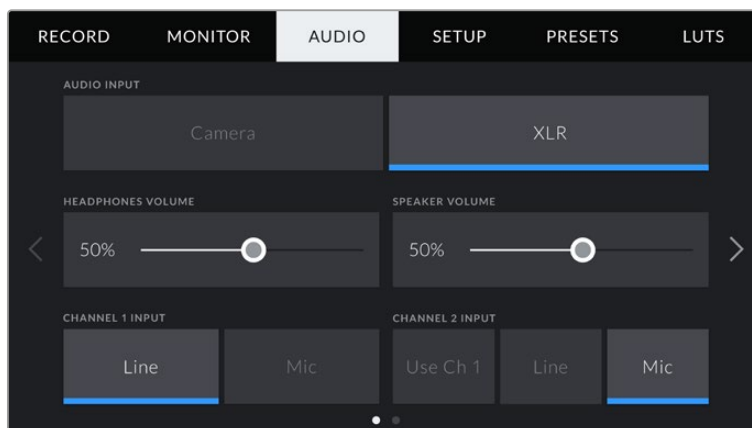 RECORD MONITOR AUDIO SETUP PRESETS LUTS
AUDIO INPUT
Camera XLR
HEADPHONES VOLUME SPEAKER VOLUME
50% 50%
CHANNEL 1 INPUT CHANNEL 2 INPUT
Line Mic Use Ch 1 Line Mic